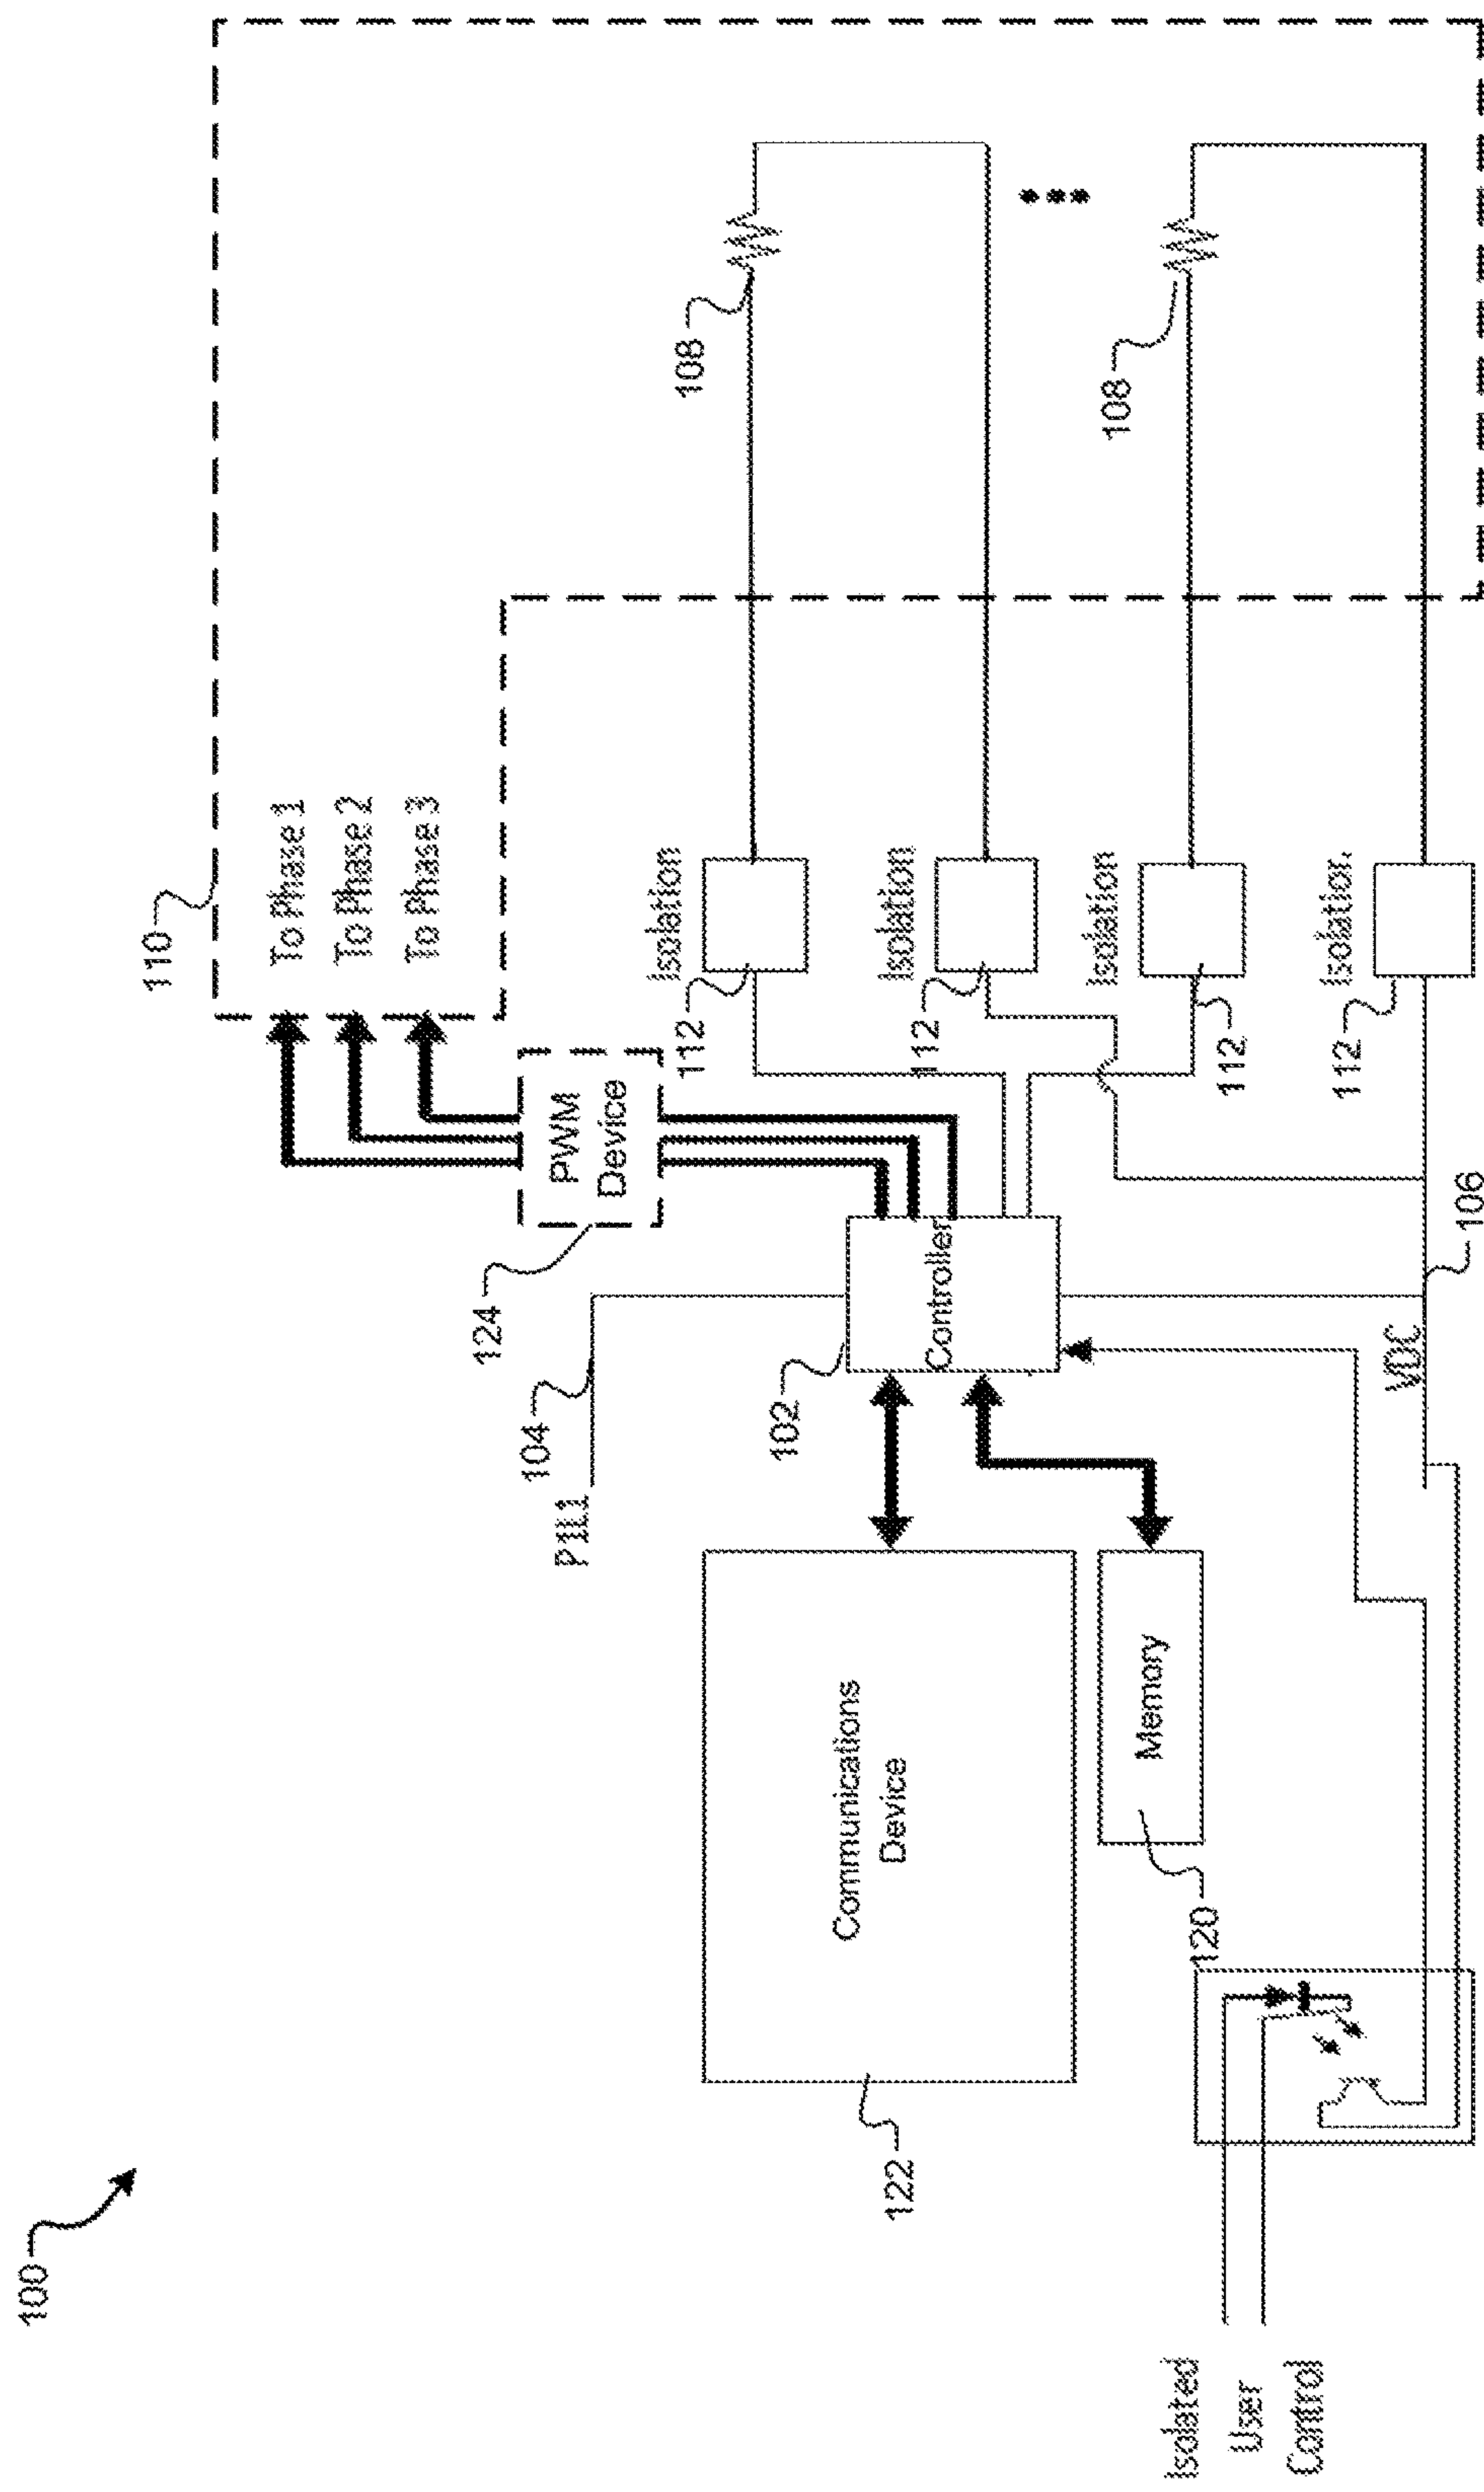 100
110
To Phase 1
To Phase 2
To Phase 3
PWM
Device
124
104
P1L1
102
Controller
Communications
Device
122
Memory
120
Isolation
112
108
Isolation
112
Isolation
112
108
Isolation.
112
106
VDC
Isolated
User
Control